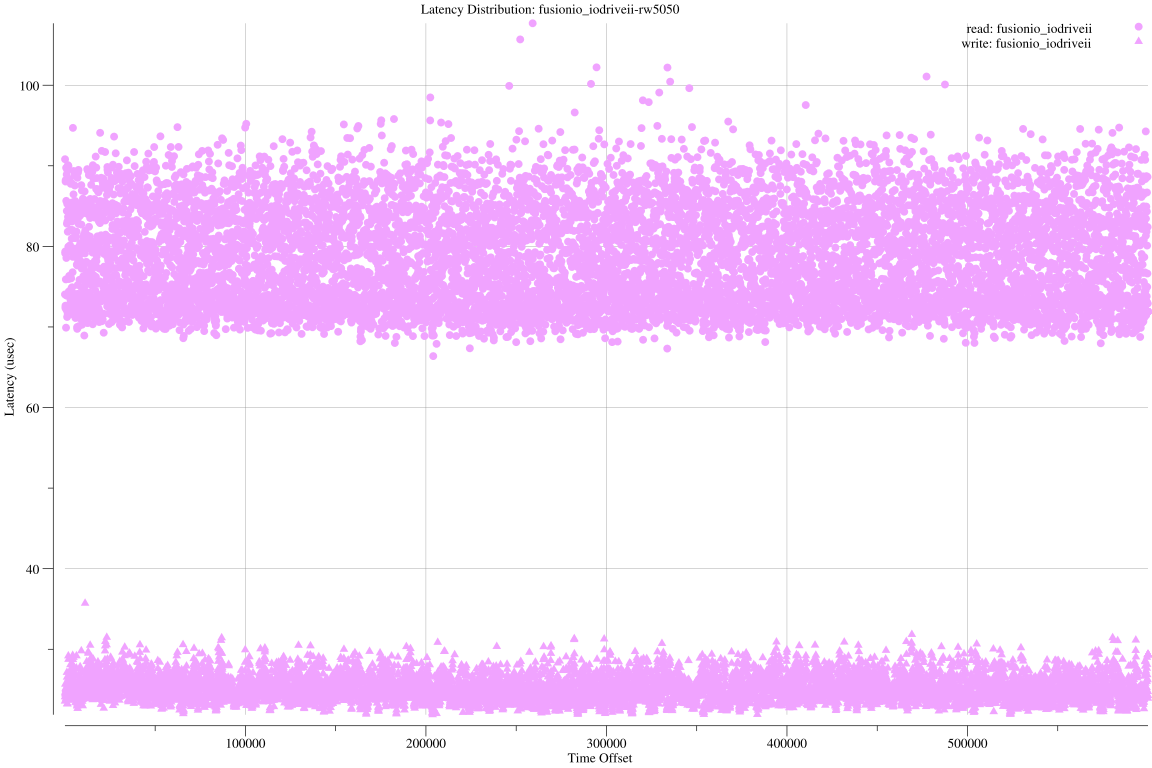 Latency Distribution: fusionio_iodriveii-rw5050
read: fusionio_iodriveii
write: fusionio_iodriveii
100
80
60
40
Latency (usec)
100000 200000 300000 400000 500000
Time Offset